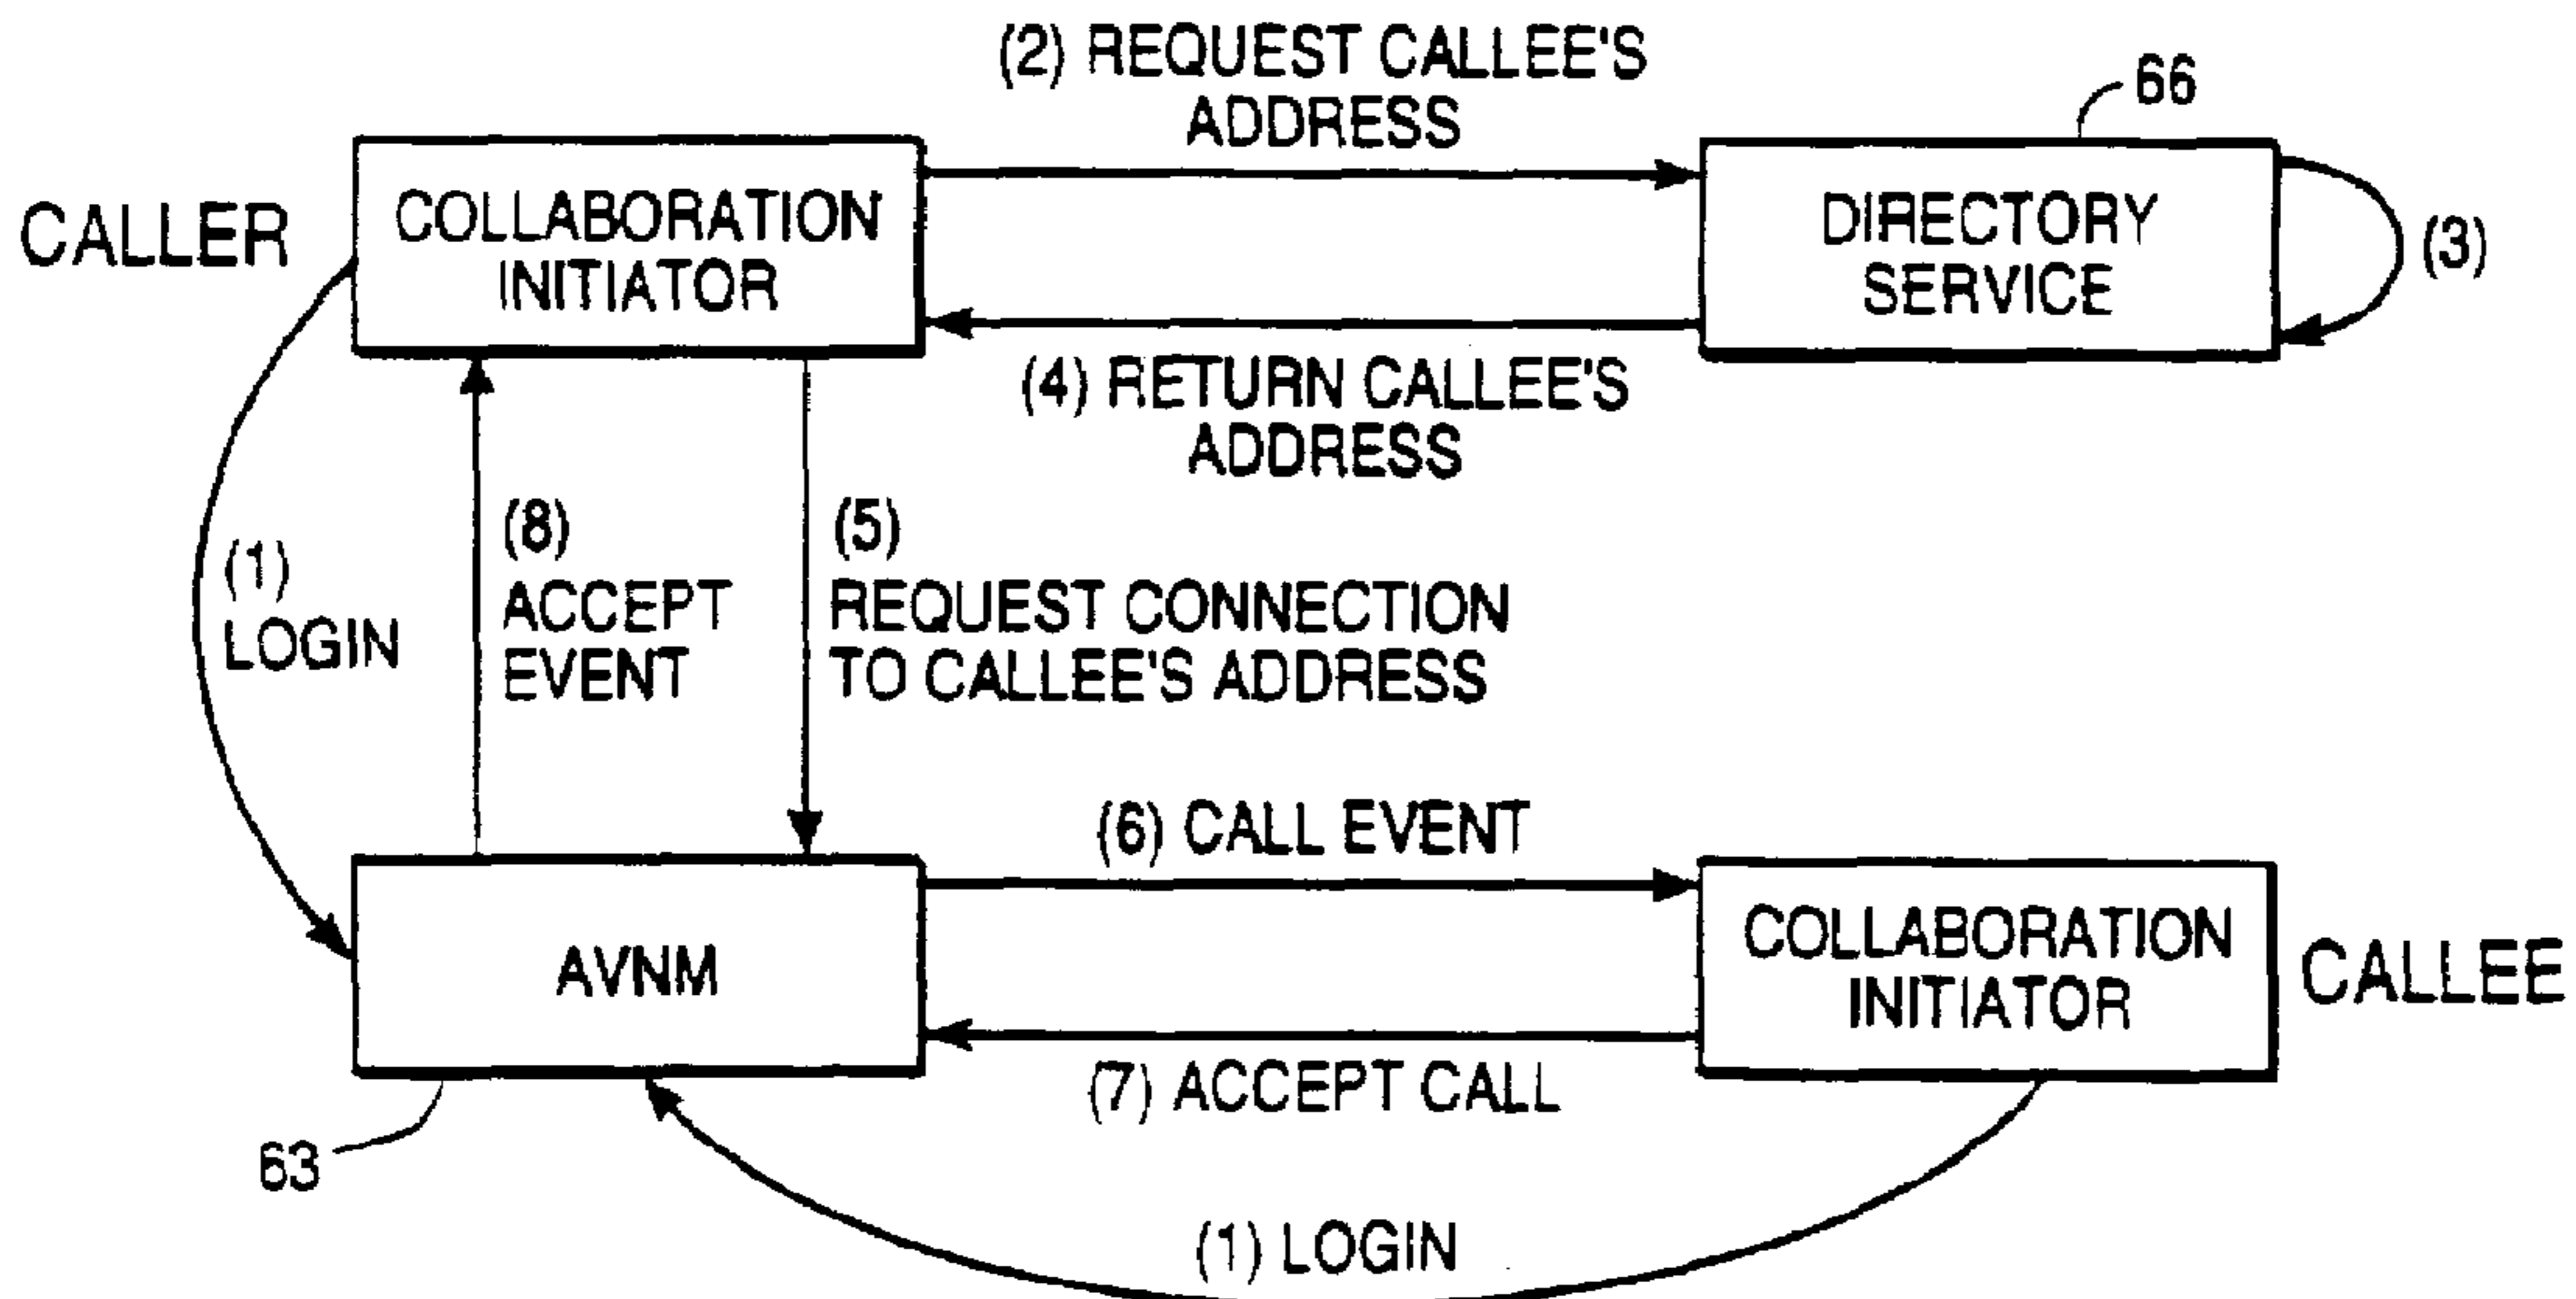 (2) REQUEST CALLEE'S
ADDRESS
66
CALLER
COLLABORATION
INITIATOR
DIRECTORY
SERVICE
(3)
(4) RETURN CALLEE'S
ADDRESS
(1)
LOGIN
(8)
ACCEPT
EVENT
(5)
REQUEST CONNECTION
TO CALLEE'S ADDRESS
(6) CALL EVENT
AVNM
COLLABORATION
INITIATOR
CALLEE
(7) ACCEPT CALL
63
(1) LOGIN